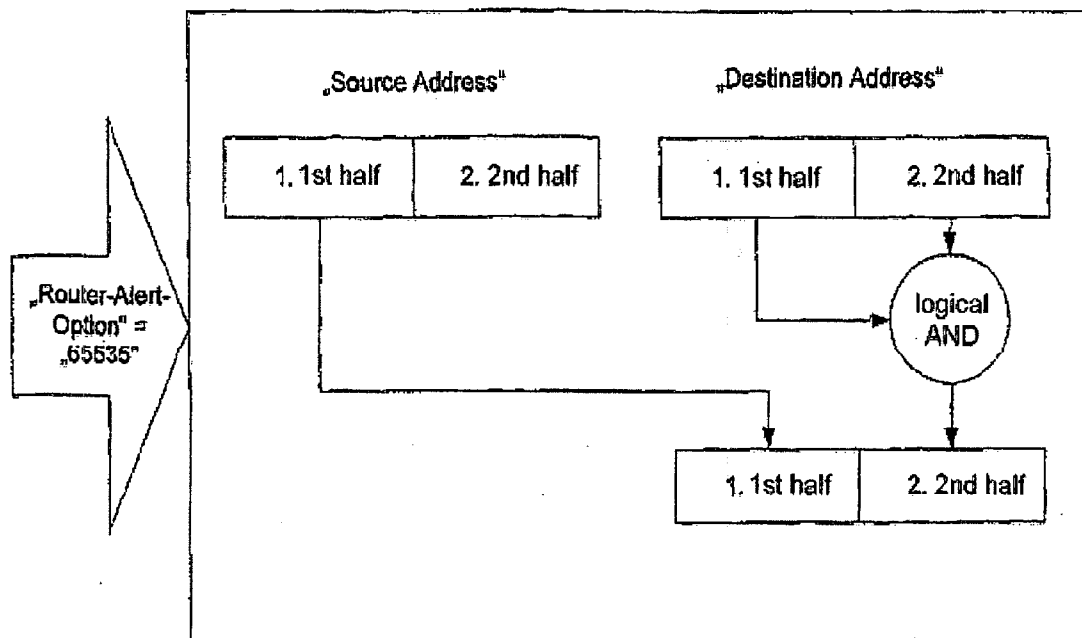 „Source Address"
„Destination Address"
1. 1st half
2. 2nd half
1. 1st half
2. 2nd half
„Router-Alert-
Option" =
„65535"
logical
AND
1. 1st half
2. 2nd half